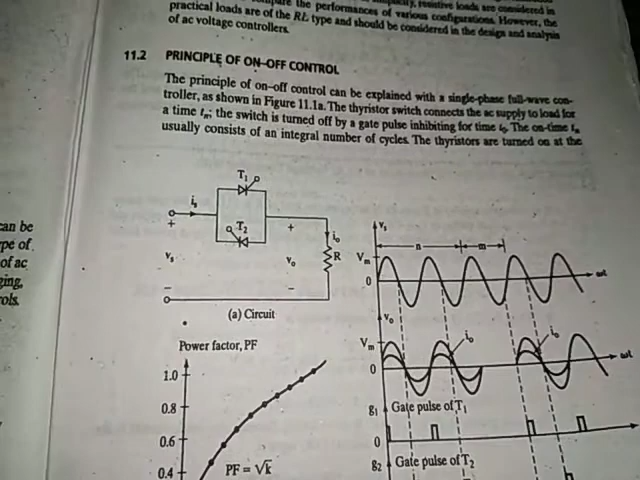 the performances of various configurations. However, the
practical loads are of the RL type and should be considered in the design and analysis
of ac voltage controllers.
11.2 PRINCIPLE OF ON–OFF CONTROL
The principle of on–off control can be explained with a single-phase full-wave con-
troller, as shown in Figure 11.1a. The thyristor switch connects the ac supply to load for
a time tn; the switch is turned off by a gate pulse inhibiting for time t0. The on-time tn
usually consists of an integral number of cycles. The thyristors are turned on at the
can be
of ac
T1
is
T2
+
+
io
vs
vo
R
−
−
(a) Circuit
vs
n
m
Vm
0
ωt
vo
Vm
io
io
0
ωt
g1 Gate pulse of T1
0
g2 Gate pulse of T2
Power factor, PF
1.0
0.8
0.6
0.4
PF = √k